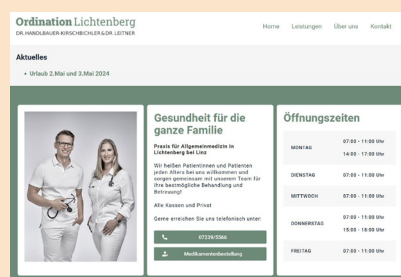 Ordination Lichtenberg
DR. HANDLBAUER-KIRSCHBICHLER & DR. LEITNER
Home Leistungen Über uns Kontakt
Aktuelles
• Urlaub 2.Mai und 3.Mai 2024
Gesundheit für die
ganze Familie
Praxis für Allgemeinmedizin in
Lichtenberg bei Linz
Wir heißen Patientinnen und Patienten
jeden Alters bei uns willkommen und
sorgen gemeinsam mit unserem Team für
Ihre bestmögliche Behandlung und
Betreuung!
Alle Kassen und Privat
Gerne erreichen Sie uns telefonisch unter:
07239/5566
Medikamentenbestellung
Öffnungszeiten
MONTAG
07:00 - 11:00 Uhr
14:00 - 17:00 Uhr
DIENSTAG 07:00 - 11:00 Uhr
MITTWOCH 07:00 - 11:00 Uhr
DONNERSTAG
07:00 - 11:00 Uhr
15:00 - 18:00 Uhr
FREITAG 07:00 - 11:00 Uhr